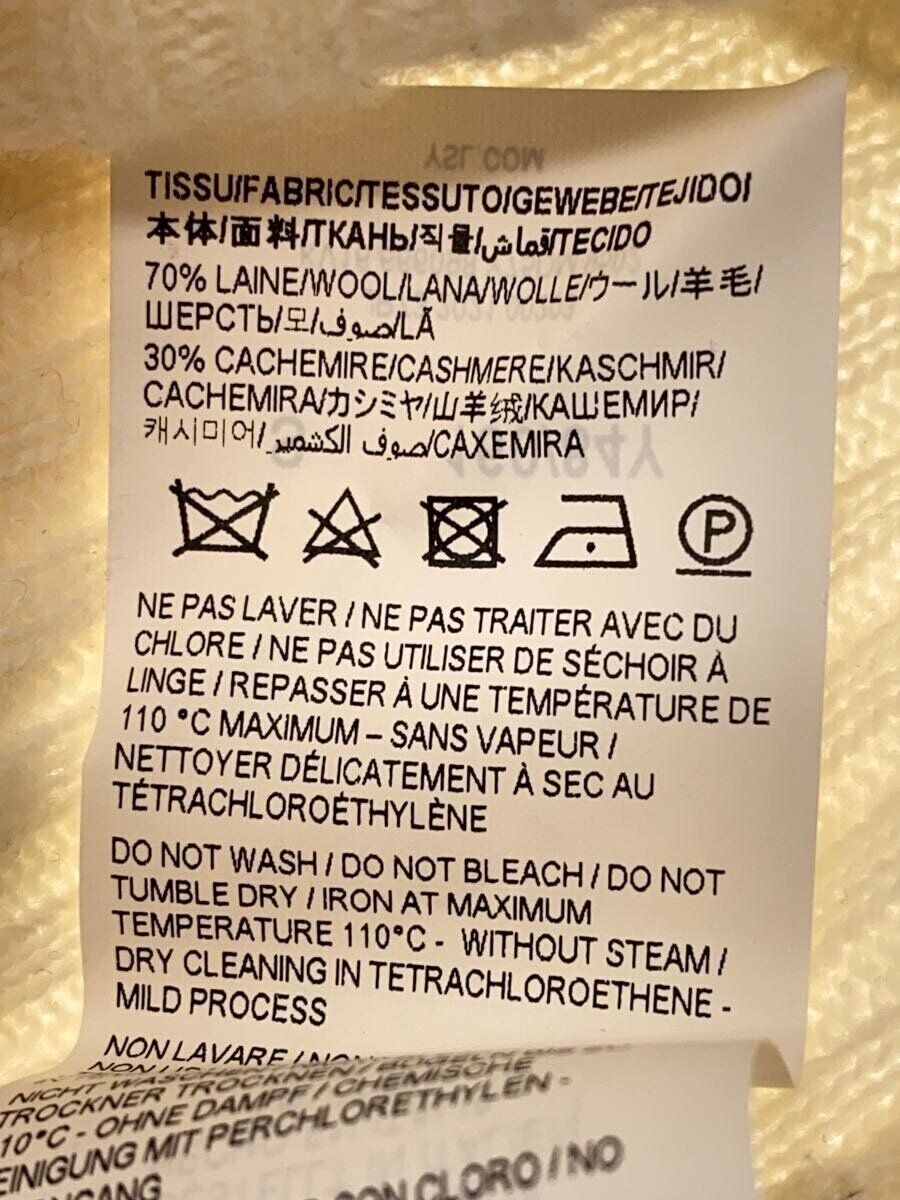 YSL COM
TISSU/FABRIC/TESSUTO/GEWEBE/TEJIDO/
本体/面料/ТКАНЬ/직물/قماش/TECIDO
70% LAINE/WOOL/LANA/WOLLE/ウール/羊毛/
ШЕРСТЬ/모/صوف/LÃ
30% CACHEMIRE/CASHMERE/KASCHMIR/
CACHEMIRA/カシミヤ/山羊绒/КАШЕМИР/
캐시미어/صوف الكشمير/CAXEMIRA
P
NE PAS LAVER / NE PAS TRAITER AVEC DU
CHLORE / NE PAS UTILISER DE SÉCHOIR À
LINGE / REPASSER À UNE TEMPÉRATURE DE
110 °C MAXIMUM – SANS VAPEUR /
NETTOYER DÉLICATEMENT À SEC AU
TÉTRACHLOROÉTHYLÈNE
DO NOT WASH / DO NOT BLEACH / DO NOT
TUMBLE DRY / IRON AT MAXIMUM
TEMPERATURE 110°C - WITHOUT STEAM /
DRY CLEANING IN TETRACHLOROETHENE -
MILD PROCESS
NON LAVARE /
NICHT WASCHEN
TROCKNER TROCKNEN / BÜGELN
10°C - OHNE DAMPF / CHEMISCHE
EINIGUNG MIT PERCHLORETHYLEN -
CON CLORO / NO